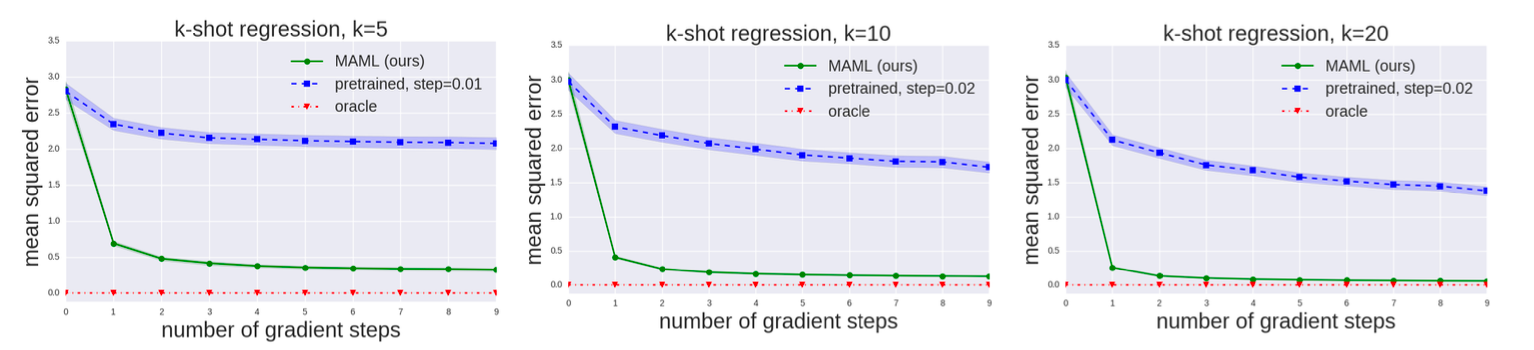 k-shot regression, k=5
3.5
3.0
2.5
2.0
1.5
1.0
0.5
0.0
mean squared error
MAML (ours)
pretrained, step=0.01
oracle
0 1 2 3 4 5 6 7 8 9
number of gradient steps
k-shot regression, k=10
3.5
3.0
2.5
2.0
1.5
1.0
0.5
0.0
mean squared error
MAML (ours)
pretrained, step=0.02
oracle
0 1 2 3 4 5 6 7 8 9
number of gradient steps
k-shot regression, k=20
3.5
3.0
2.5
2.0
1.5
1.0
0.5
0.0
mean squared error
MAML (ours)
pretrained, step=0.02
oracle
0 1 2 3 4 5 6 7 8 9
number of gradient steps